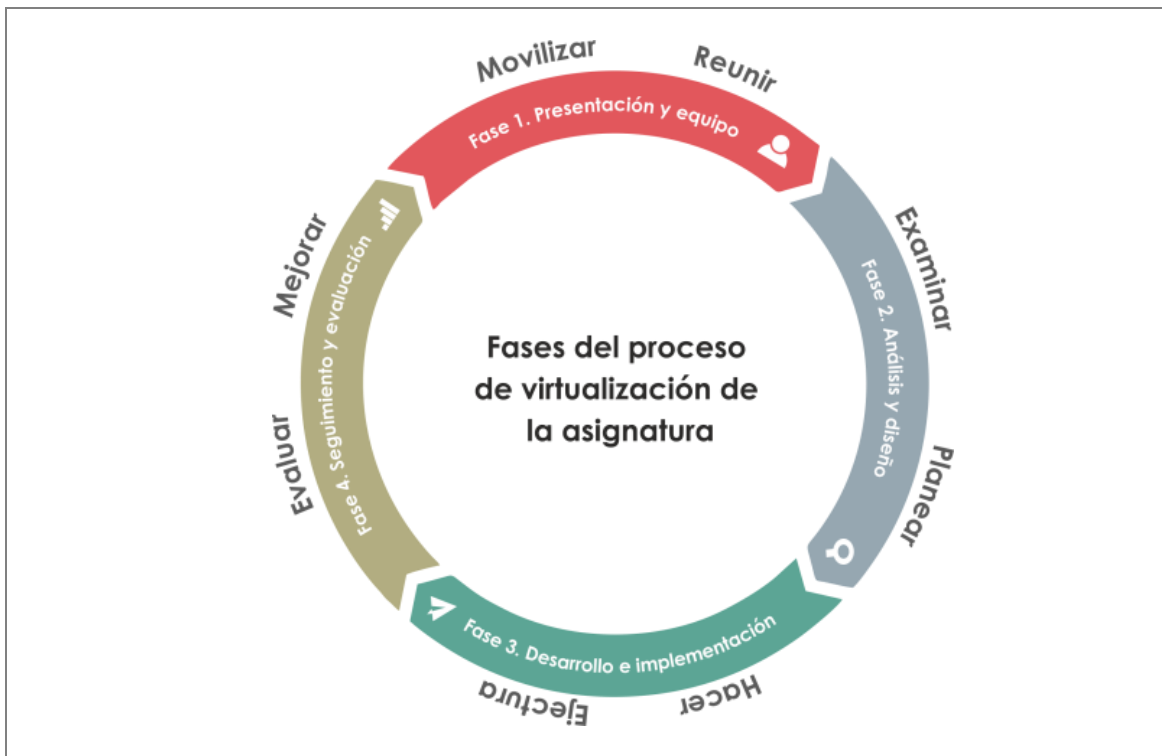 Movilizar
Reunir
Fase 1. Presentación y equipo
Examinar
Fase 2. Análisis y diseño
Planear
Hacer
Fase 3. Desarrollo e implementación
Ejectura
Evaluar
Fase 4. Seguimiento y evaluación
Mejorar
Fases del proceso
de virtualización de
la asignatura